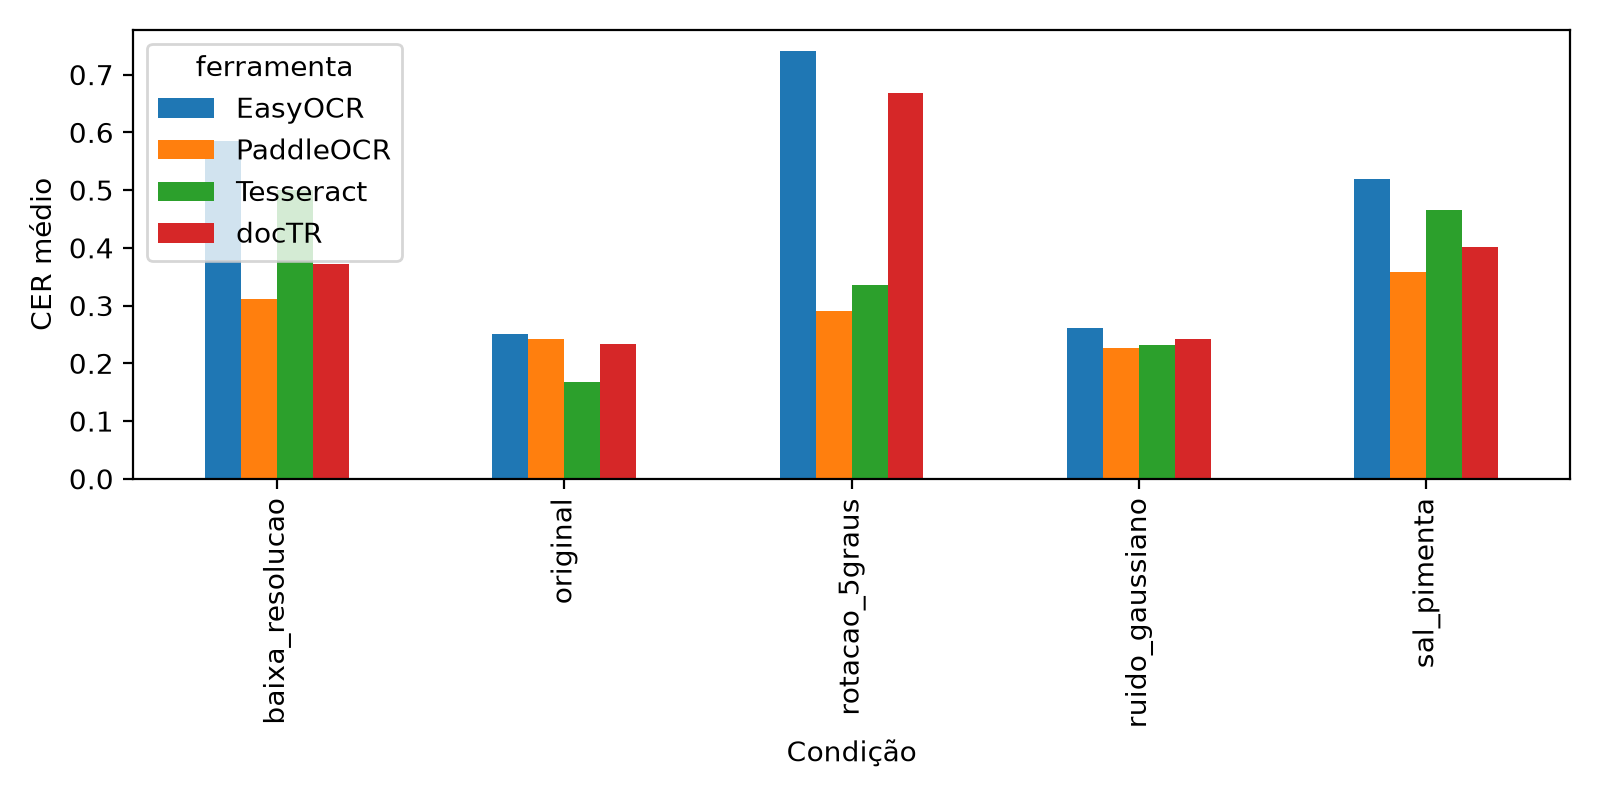 ferramenta
EasyOCR
PaddleOCR
Tesseract
docTR
CER médio
0.7
0.6
0.5
0.4
0.3
0.2
0.1
0.0
baixa_resolucao
original
rotacao_5graus
ruido_gaussiano
sal_pimenta
Condição